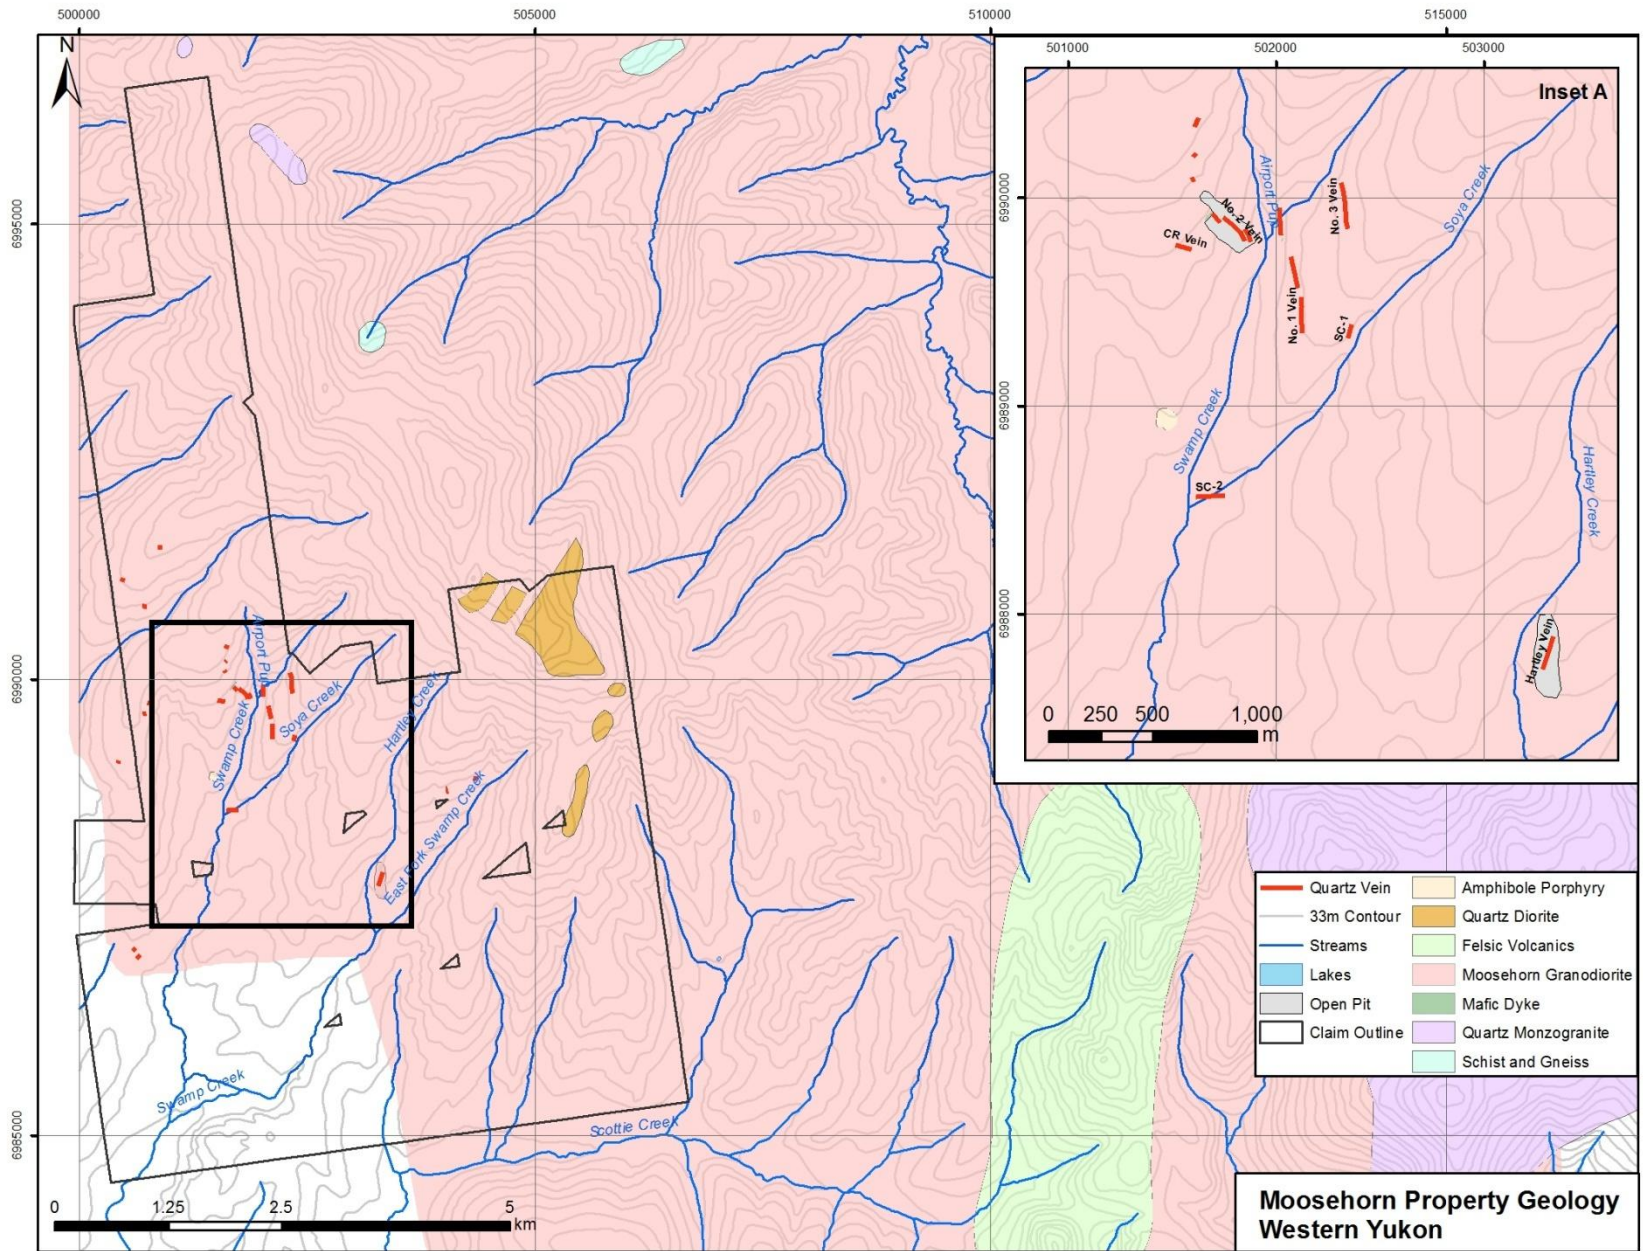 5000000
505000
510000
515000
N
501000
502000
503000
Inset A
6995000
6990000
6985000
6990000
6989000
6988000
Airport Pup
No. 2 Vein
CR Vein
No. 3 Vein
Soya Creek
No. 1 Vein
SC-1
Swamp Creek
SC-2
Hartley Creek
Hartley Vein
0 250 500 1,000
m
Airport Pup
Soya Creek
Swamp Creek
Hartley Creek
East Fork Swamp Creek
Swamp Creek
Scottie Creek
Quartz Vein
33m Contour
Streams
Lakes
Open Pit
Claim Outline
Amphibole Porphyry
Quartz Diorite
Felsic Volcanics
Moosehorn Granodiorite
Mafic Dyke
Quartz Monzogranite
Schist and Gneiss
0 1.25 2.5 5
km
Moosehorn Property Geology
Western Yukon